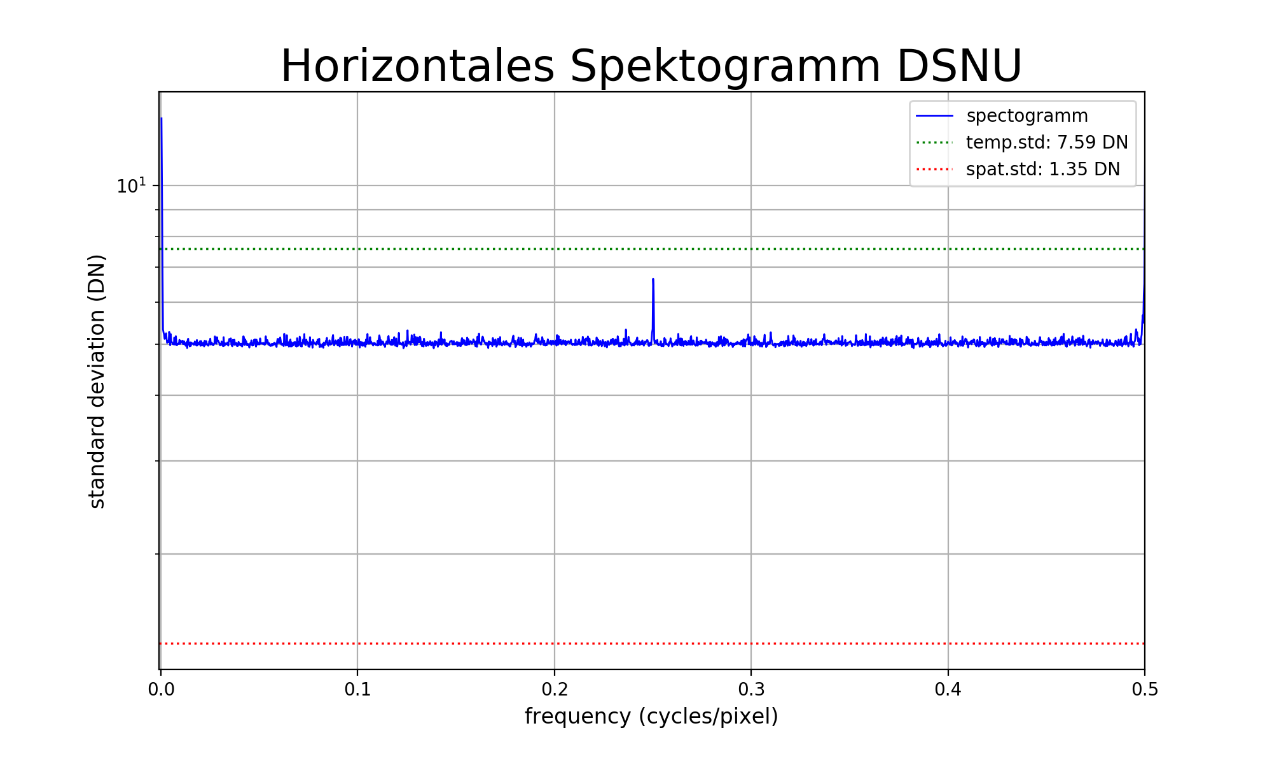 Horizontales Spektogramm DSNU
spectogramm
temp.std: 7.59 DN
spat.std: 1.35 DN
10¹
standard deviation (DN)
0.0 0.1 0.2 0.3 0.4 0.5
frequency (cycles/pixel)